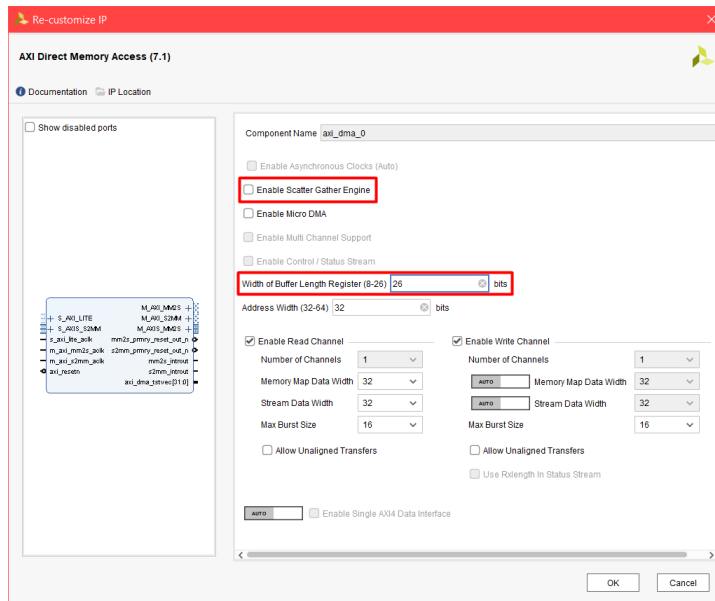 Re-customize IP
AXI Direct Memory Access (7.1)
Documentation IP Location
Show disabled ports
M_AXI_MM2S
S_AXI_LITE M_AXI_S2MM
S_AXIS_S2MM M_AXIS_MM2S
s_axi_lite_aclk mm2s_prmry_reset_out_n
m_axi_mm2s_aclk s2mm_prmry_reset_out_n
m_axi_s2mm_aclk mm2s_introut
axi_resetn s2mm_introut
axi_dma_tstvec[31:0]
Component Name axi_dma_0
Enable Asynchronous Clocks (Auto)
Enable Scatter Gather Engine
Enable Micro DMA
Enable Multi Channel Support
Enable Control / Status Stream
Width of Buffer Length Register (8-26) 26 bits
Address Width (32-64) 32 bits
Enable Read Channel
Number of Channels 1
Memory Map Data Width 32
Stream Data Width 32
Max Burst Size 16
Allow Unaligned Transfers
Enable Write Channel
Number of Channels 1
AUTO Memory Map Data Width 32
AUTO Stream Data Width 32
Max Burst Size 16
Allow Unaligned Transfers
Use Rxlength In Status Stream
AUTO Enable Single AXI4 Data Interface
OK Cancel